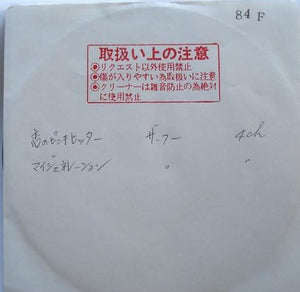 84 F
取扱い上の注意
●リクエスト以外使用禁止
●傷が入りやすい為取扱いに注意
●クリーナーは雑音防止の為絶対
に使用禁止
恋のピンチヒッター ザ・フー 4ch
マイジェネレーション 〃 〃